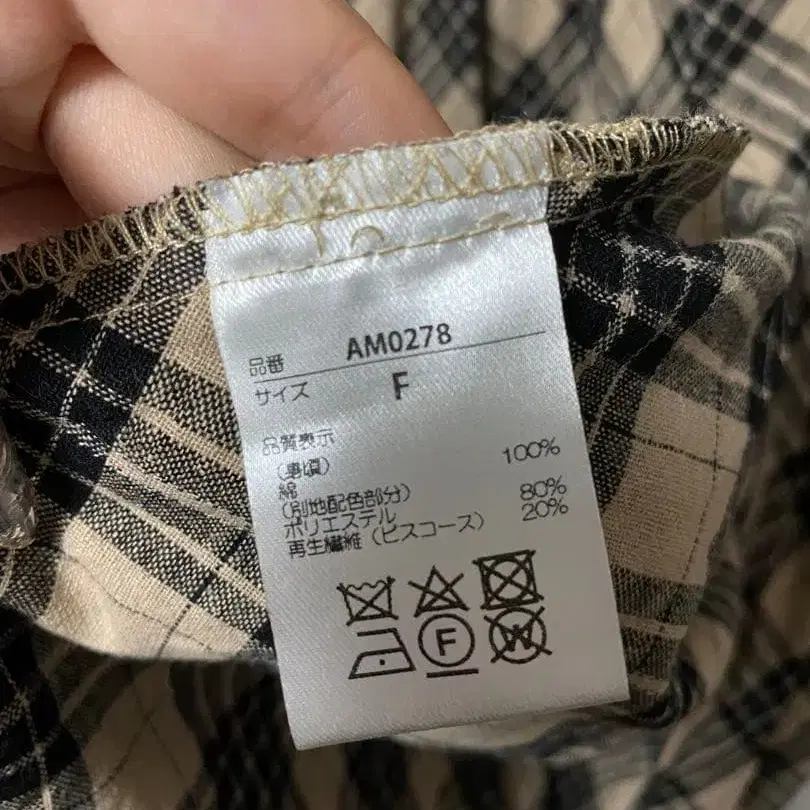 品番 AM0278
サイズ F
品質表示
(身頃)
綿 100%
(別地配色部分)
ポリエステル 80%
再生繊維(ビスコース) 20%
F W